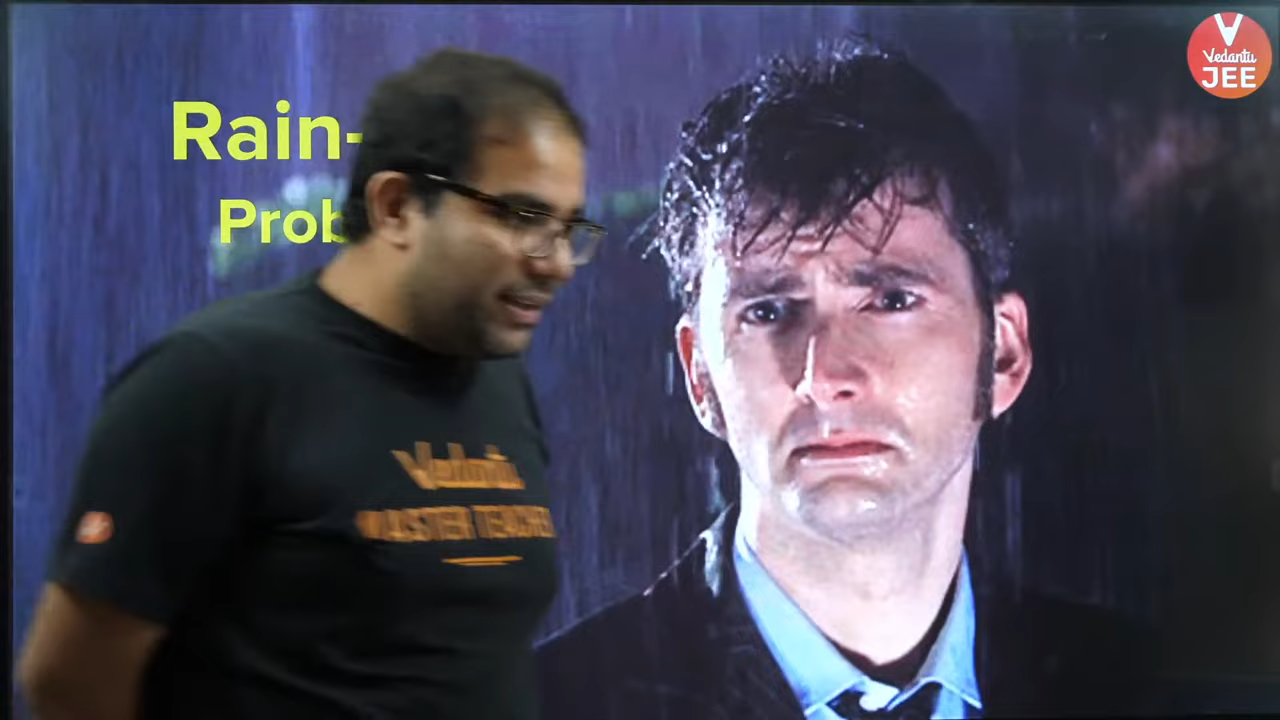 Rain-
Prob
Vedantu
JEE
Vedantu
MASTER TEACHER